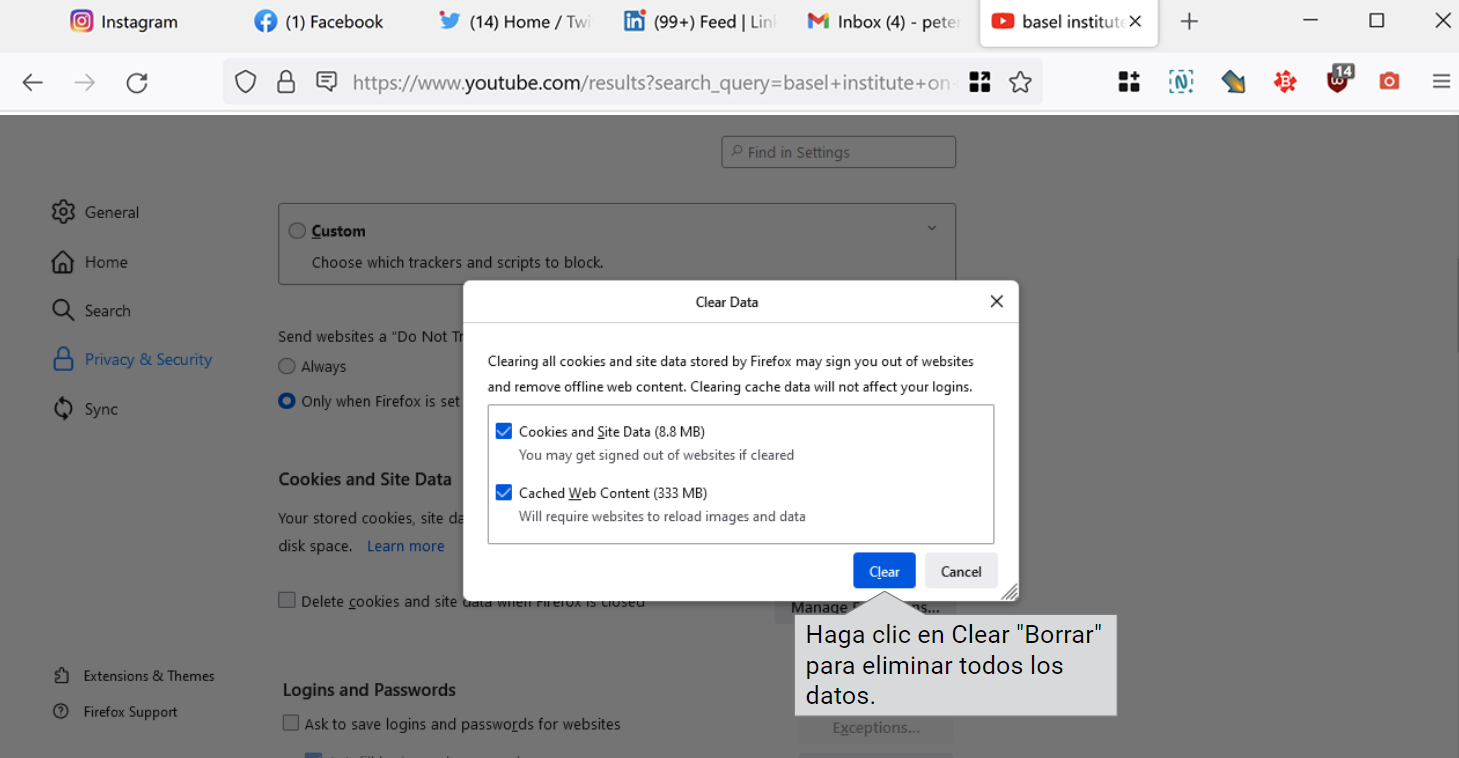 Instagram
(1) Facebook
(14) Home / Twi
(99+) Feed | Link
Inbox (4) - peter
basel institute
https://www.youtube.com/results?search_query=basel+institute+on
14
Find in Settings
General
Home
Search
Privacy & Security
Sync
Extensions & Themes
Firefox Support
Custom
Choose which trackers and scripts to block.
Send websites a “Do Not Tr
Always
Only when Firefox is set
Cookies and Site Data
Your stored cookies, site da
disk space. Learn more
Delete cookies and site data when Firefox is closed
Clear Data
Clearing all cookies and site data stored by Firefox may sign you out of websites
and remove offline web content. Clearing cache data will not affect your logins.
Cookies and Site Data (8.8 MB)
You may get signed out of websites if cleared
Cached Web Content (333 MB)
Will require websites to reload images and data
Clear
Cancel
Manage
Haga clic en Clear "Borrar"
para eliminar todos los
datos.
Logins and Passwords
Ask to save logins and passwords for websites
Exceptions...